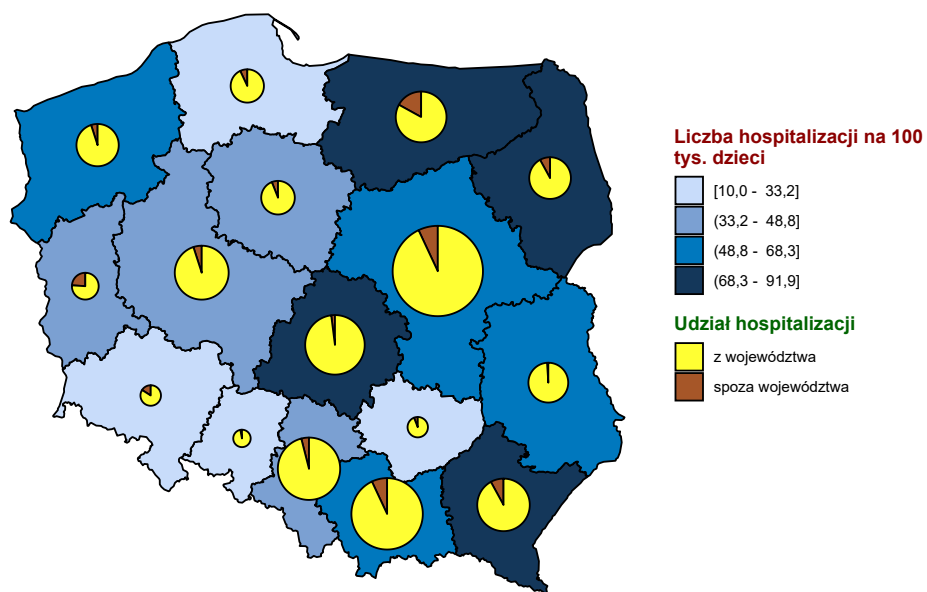 Liczba hospitalizacji na 100
tys. dzieci
[10,0 - 33,2]
(33,2 - 48,8]
(48,8 - 68,3]
(68,3 - 91,9]
Udział hospitalizacji
z województwa
spoza województwa